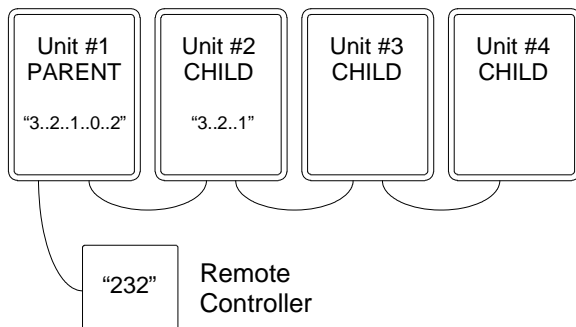 Unit #1
PARENT
“3..2..1..0..2”
Unit #2
CHILD
“3..2..1”
Unit #3
CHILD
Unit #4
CHILD
“232”
Remote
Controller